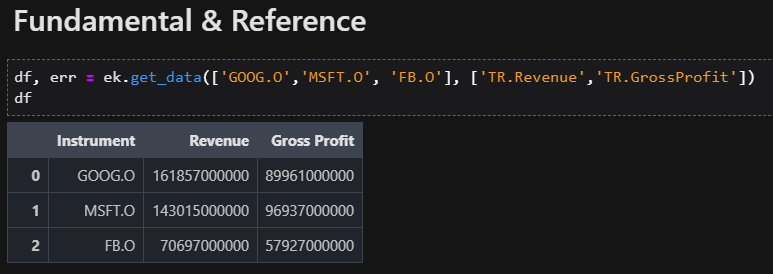 Fundamental & Reference
df, err = ek.get_data(['GOOG.O','MSFT.O', 'FB.O'], ['TR.Revenue','TR.GrossProfit'])
df
Instrument Revenue Gross Profit
0 GOOG.O 161857000000 89961000000
1 MSFT.O 143015000000 96937000000
2 FB.O 70697000000 57927000000